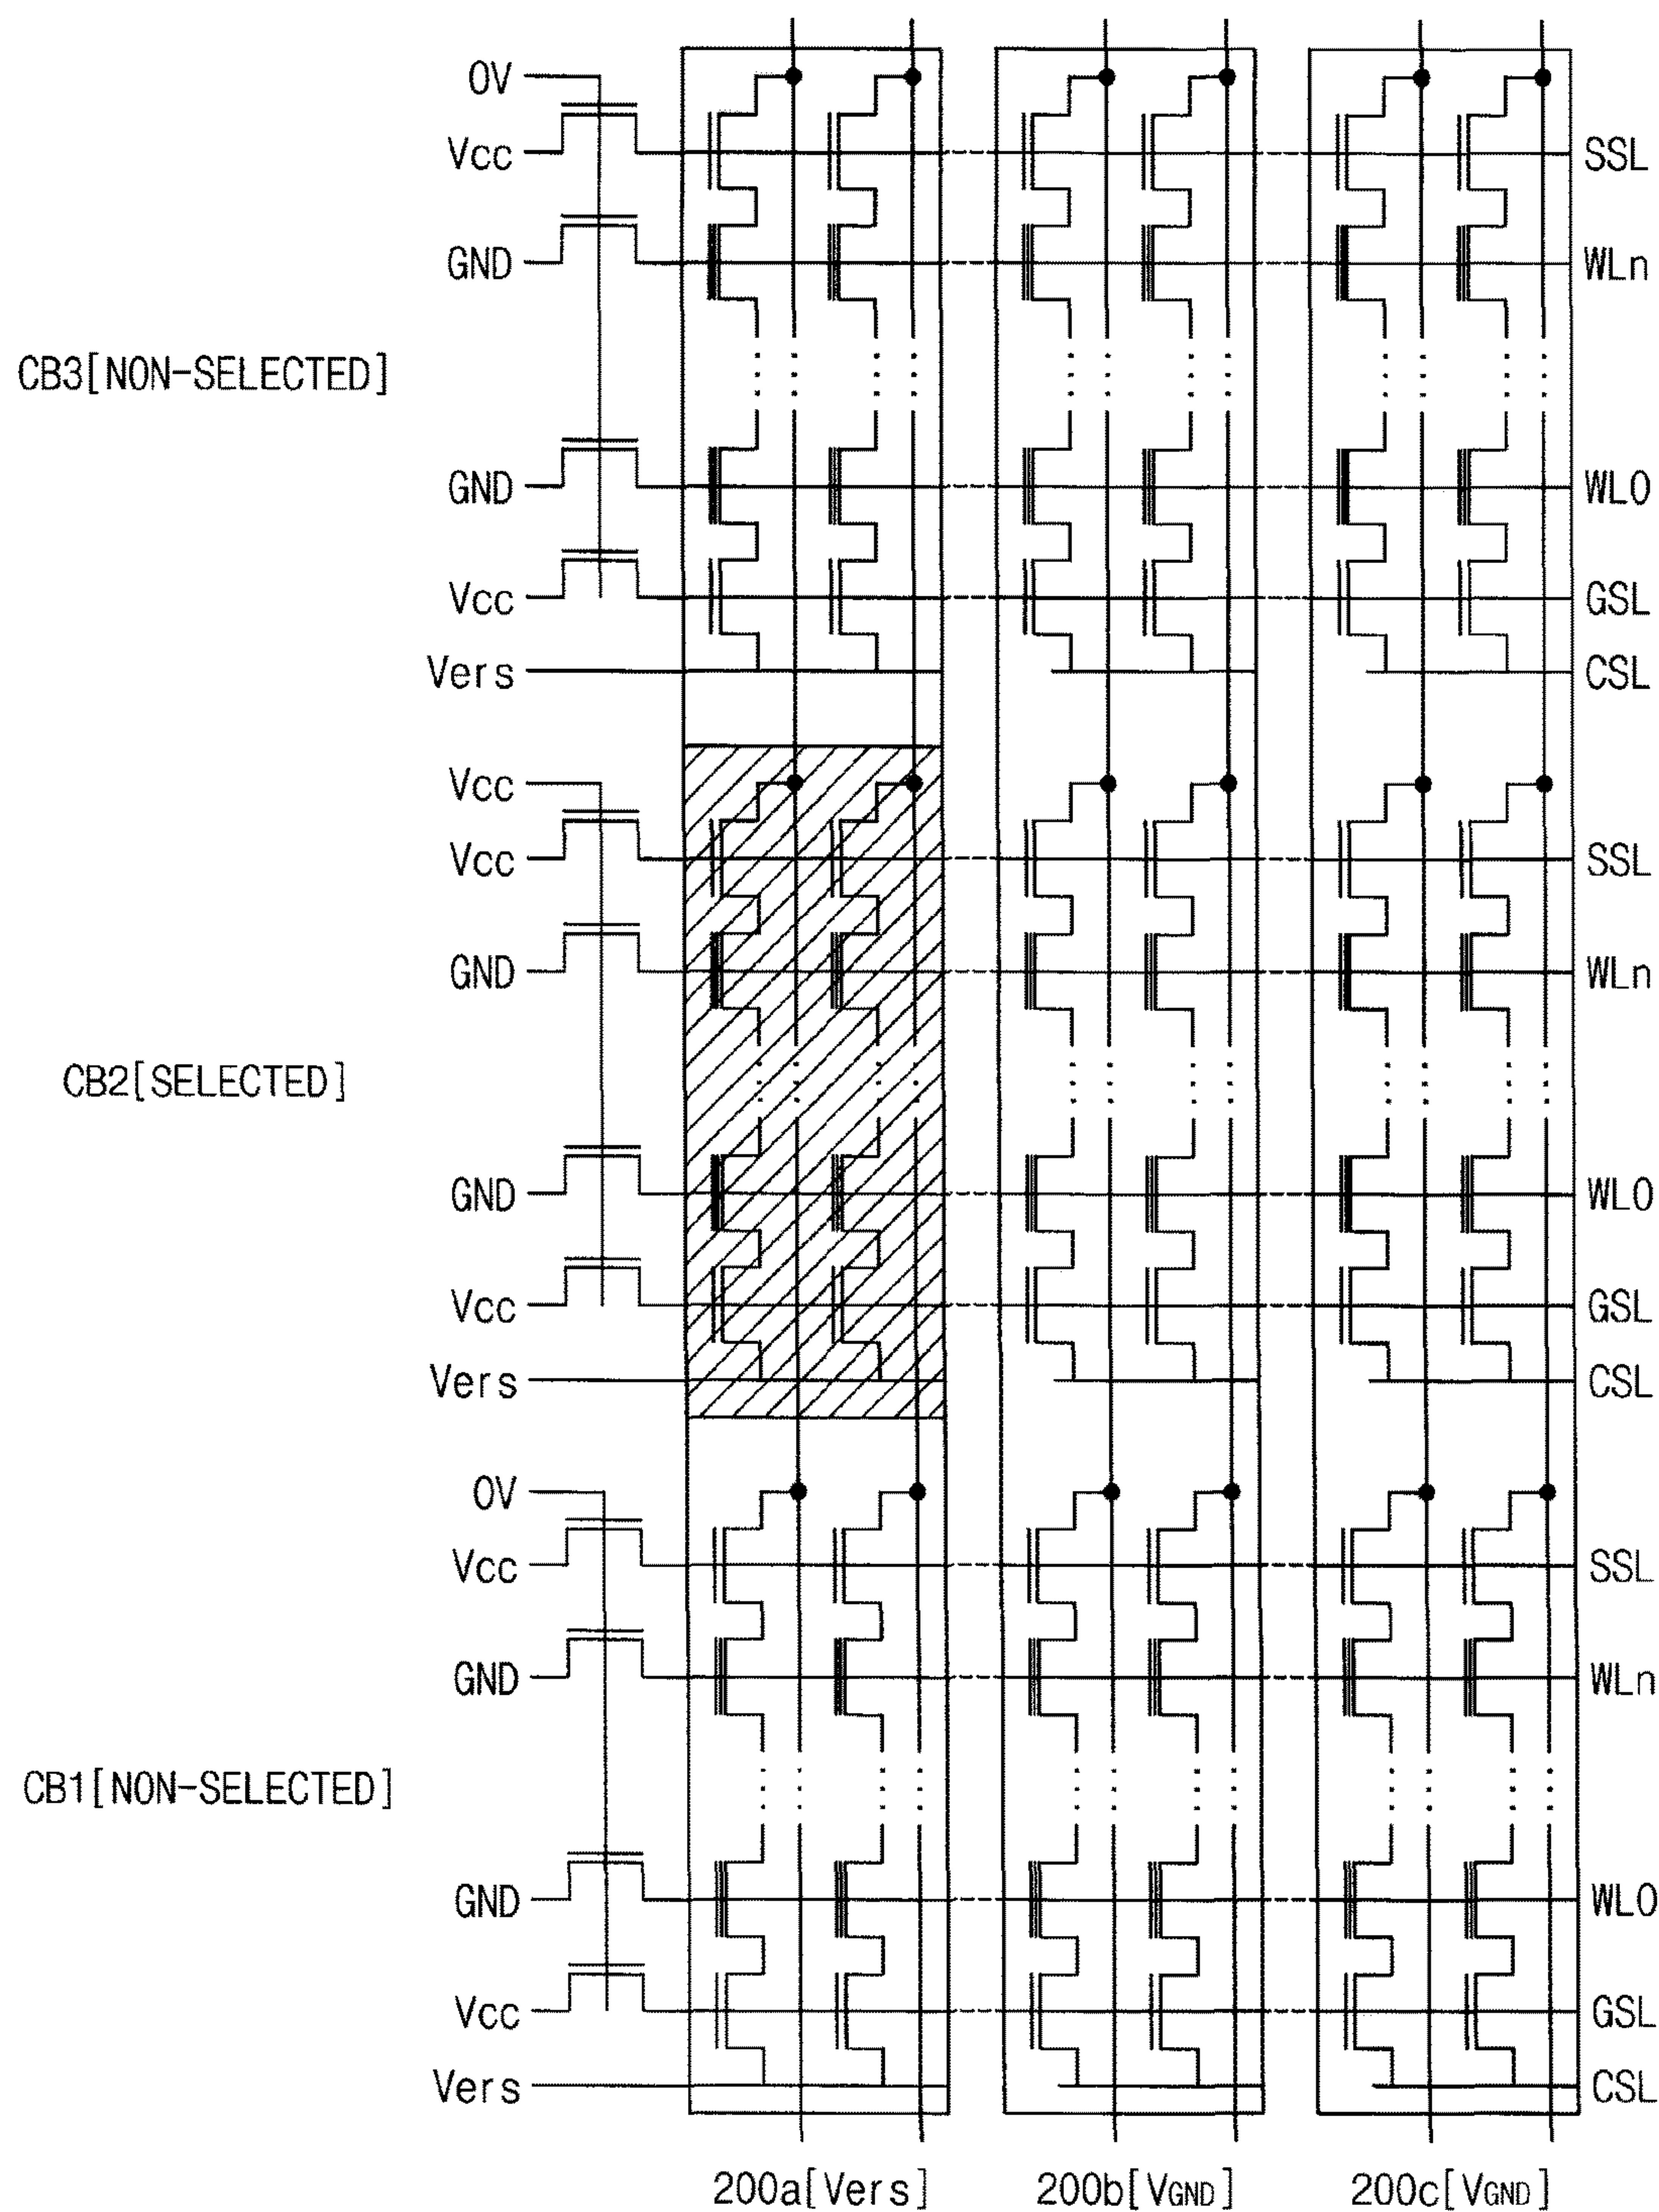 0V
Vcc SSL
GND WLn
CB3[NON-SELECTED]
GND WL0
Vcc GSL
Vers CSL
Vcc
Vcc SSL
GND WLn
CB2[SELECTED]
GND WL0
Vcc GSL
Vers CSL
0V
Vcc SSL
GND WLn
CB1[NON-SELECTED]
GND WL0
Vcc GSL
Vers CSL
200a[Vers] 200b[VGND] 200c[VGND]